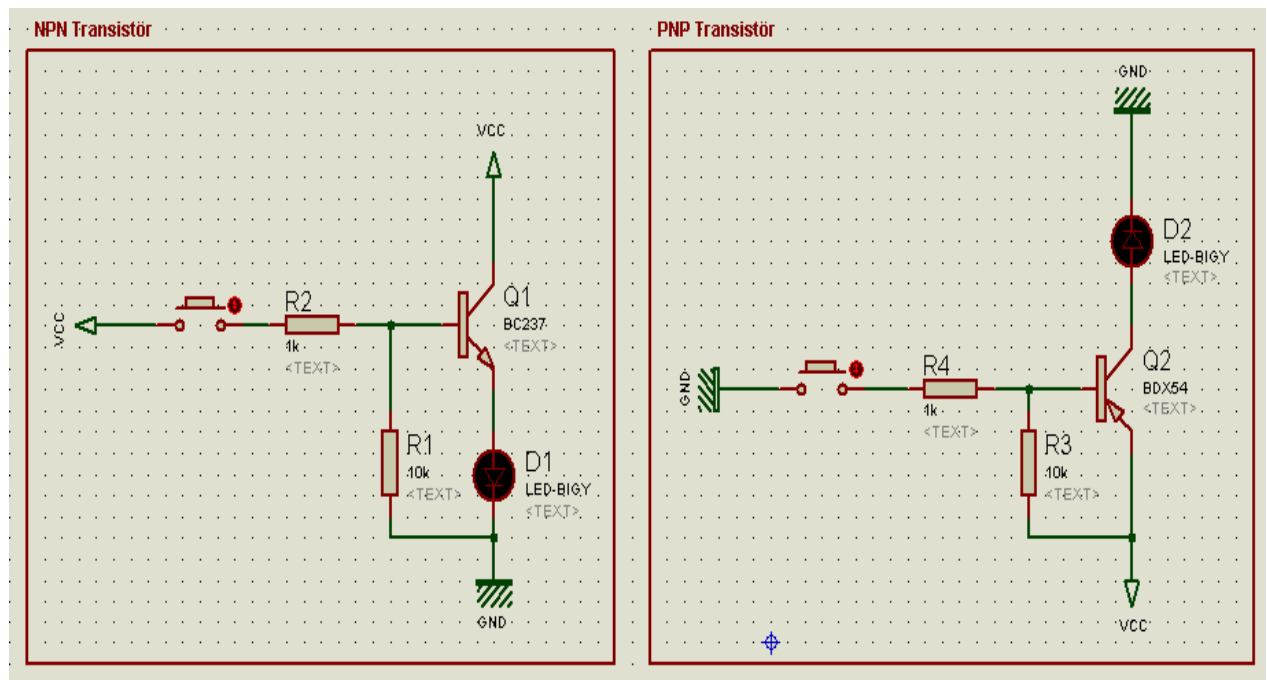 NPN Transistör
VCC
VCC
R2
1k
<TEXT>
Q1
BC237
<TEXT>
R1
10k
<TEXT>
D1
LED-BIGY
<TEXT>
GND
PNP Transistör
GND
D2
LED-BIGY
<TEXT>
GND
R4
1k
<TEXT>
Q2
BDX54
<TEXT>
R3
10k
<TEXT>
VCC